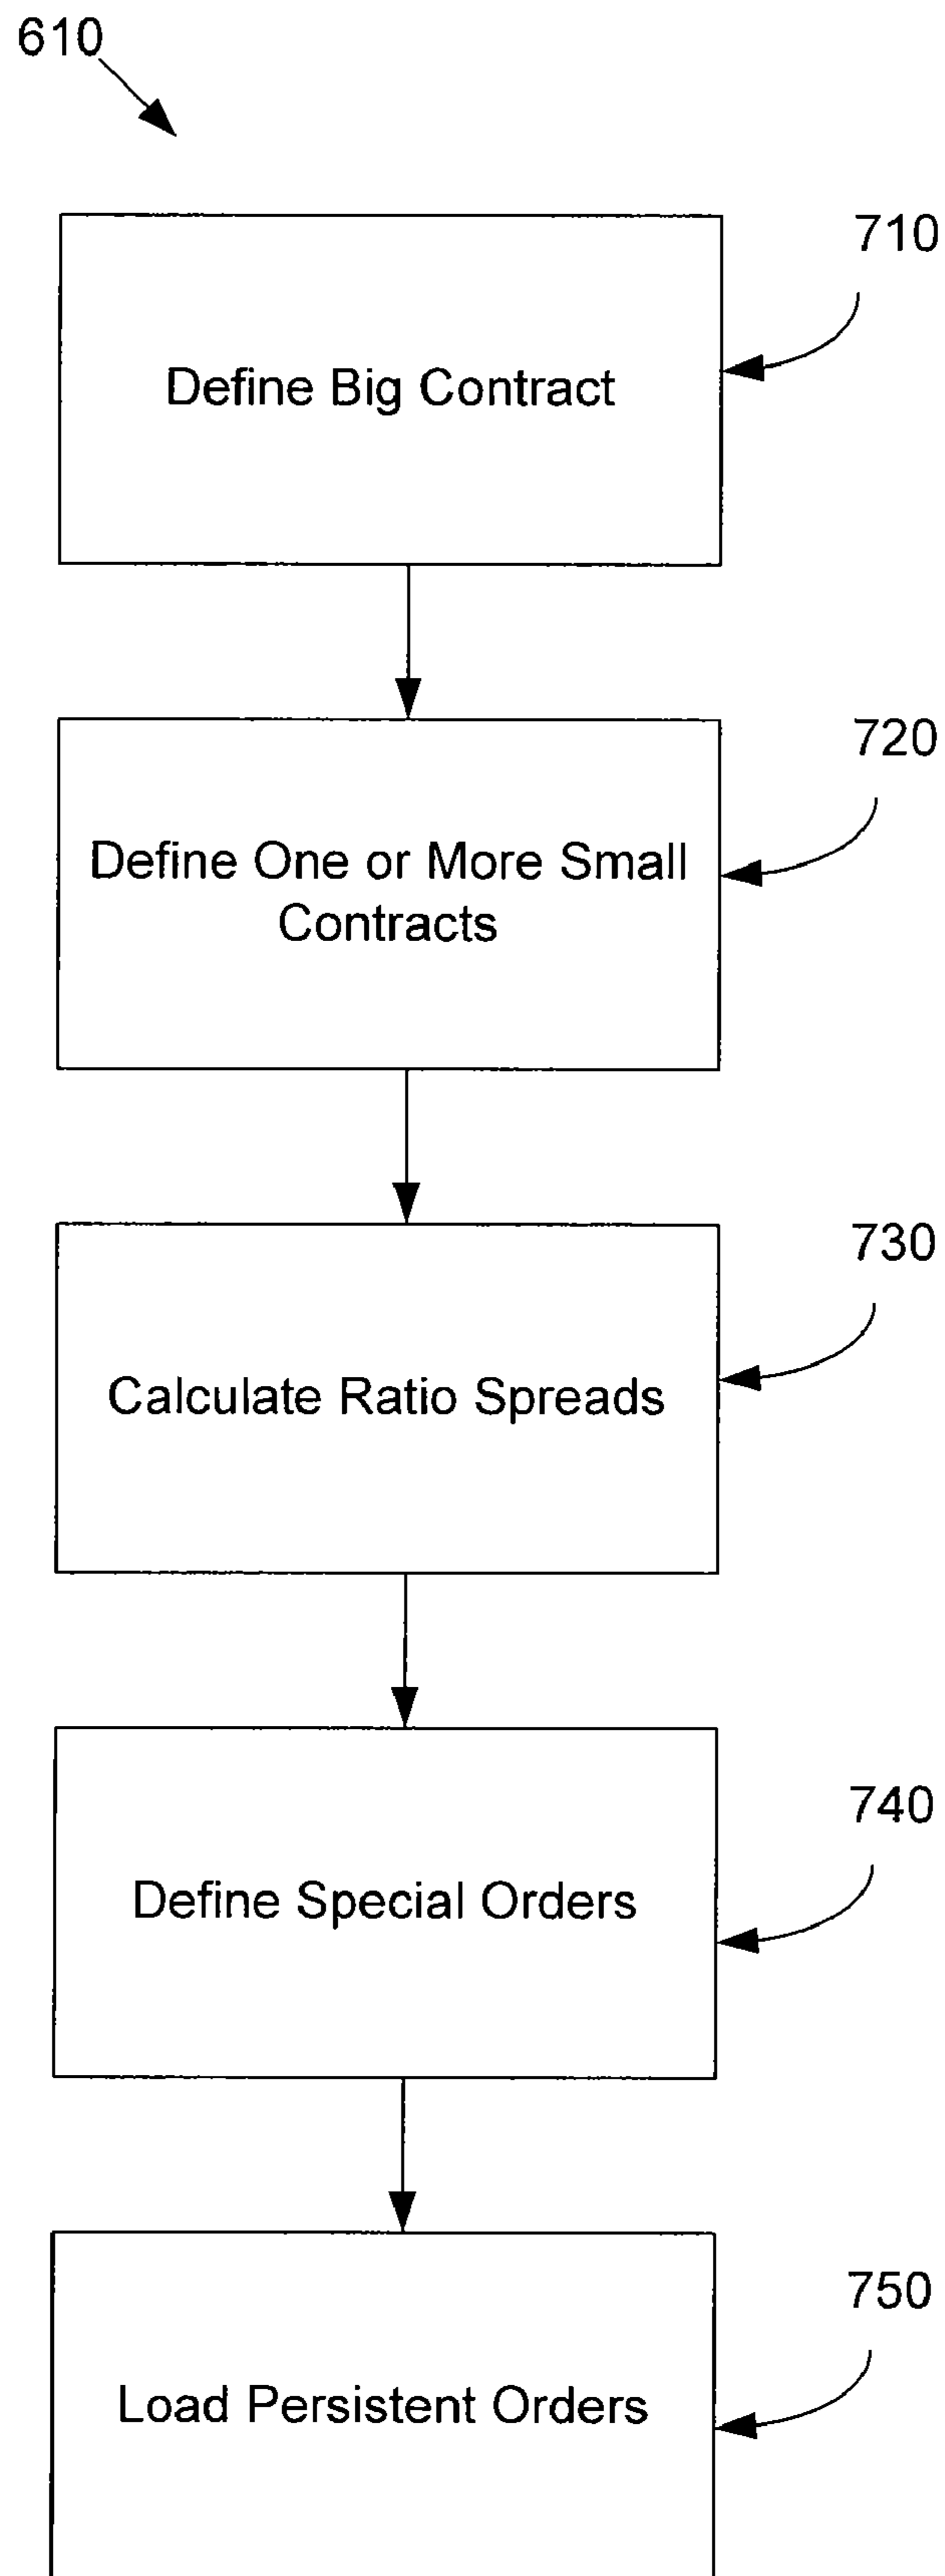 610
710
Define Big Contract
720
Define One or More Small
Contracts
730
Calculate Ratio Spreads
740
Define Special Orders
750
Load Persistent Orders